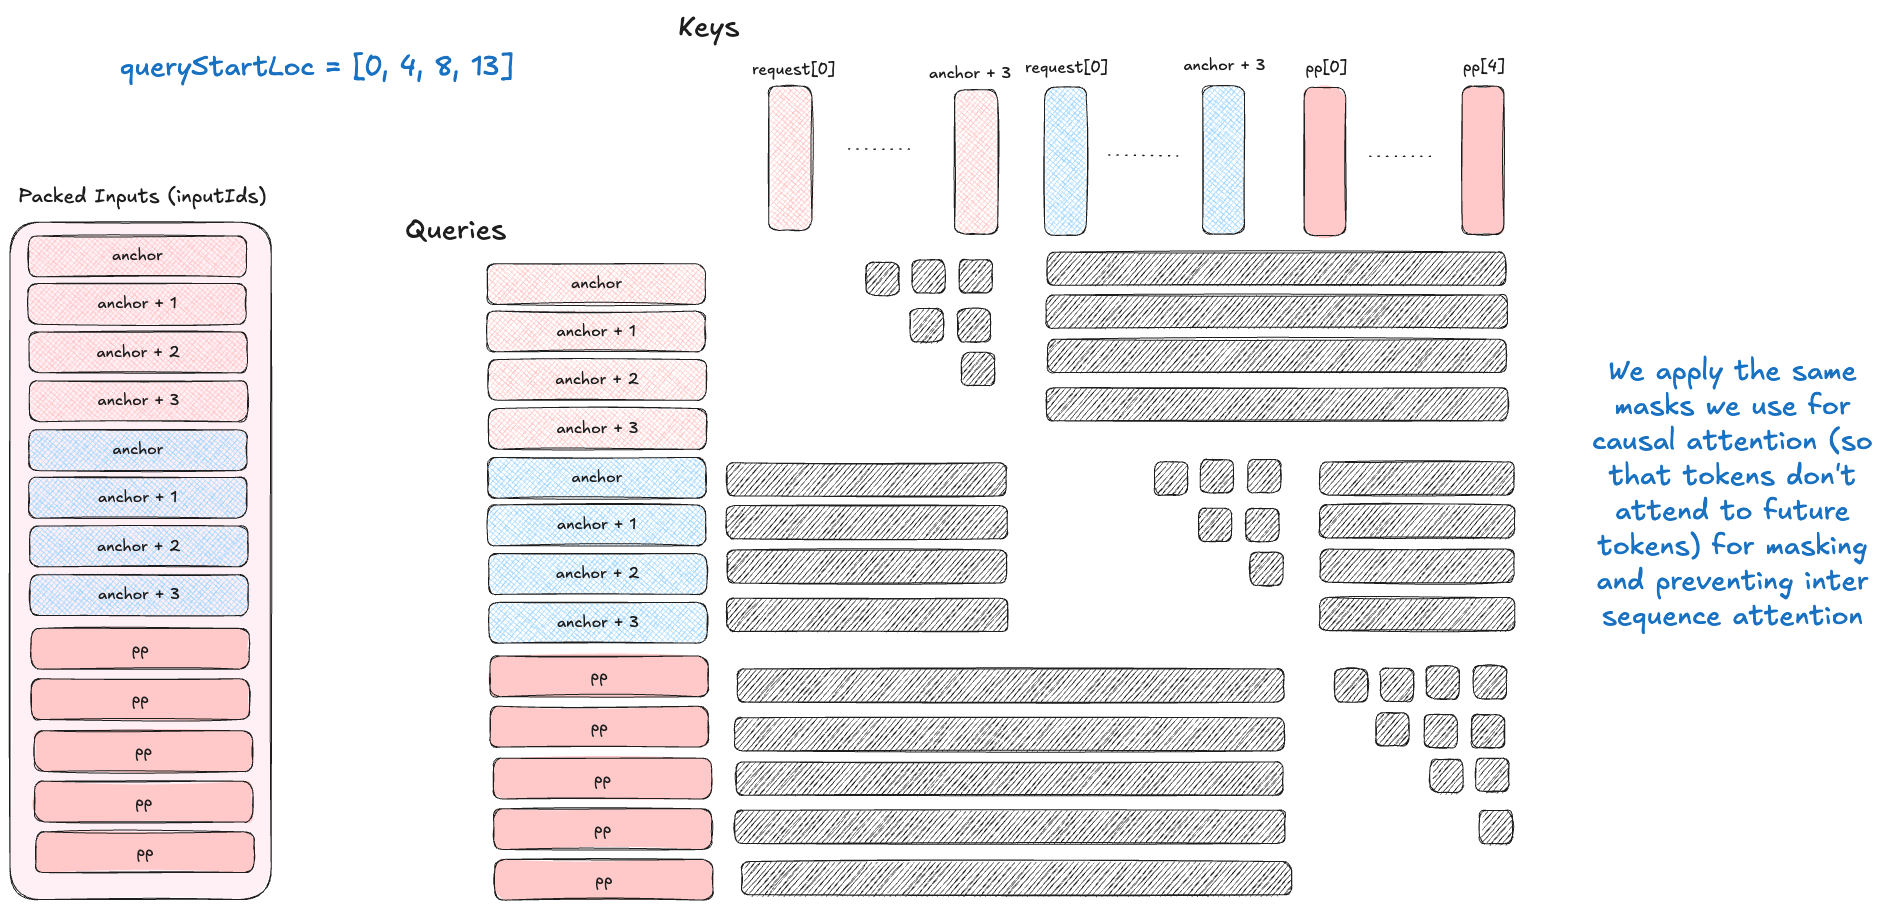 Keys
queryStartLoc = [0, 4, 8, 13]
request[0]
anchor + 3
request[0]
anchor + 3
pp[0]
pp[4]
Packed Inputs (inputIds)
anchor
anchor + 1
anchor + 2
anchor + 3
anchor
anchor + 1
anchor + 2
anchor + 3
pp
pp
pp
pp
pp
Queries
anchor
anchor + 1
anchor + 2
anchor + 3
anchor
anchor + 1
anchor + 2
anchor + 3
pp
pp
pp
pp
pp
We apply the same
masks we use for
causal attention (so
that tokens don't
attend to future
tokens) for masking
and preventing inter
sequence attention